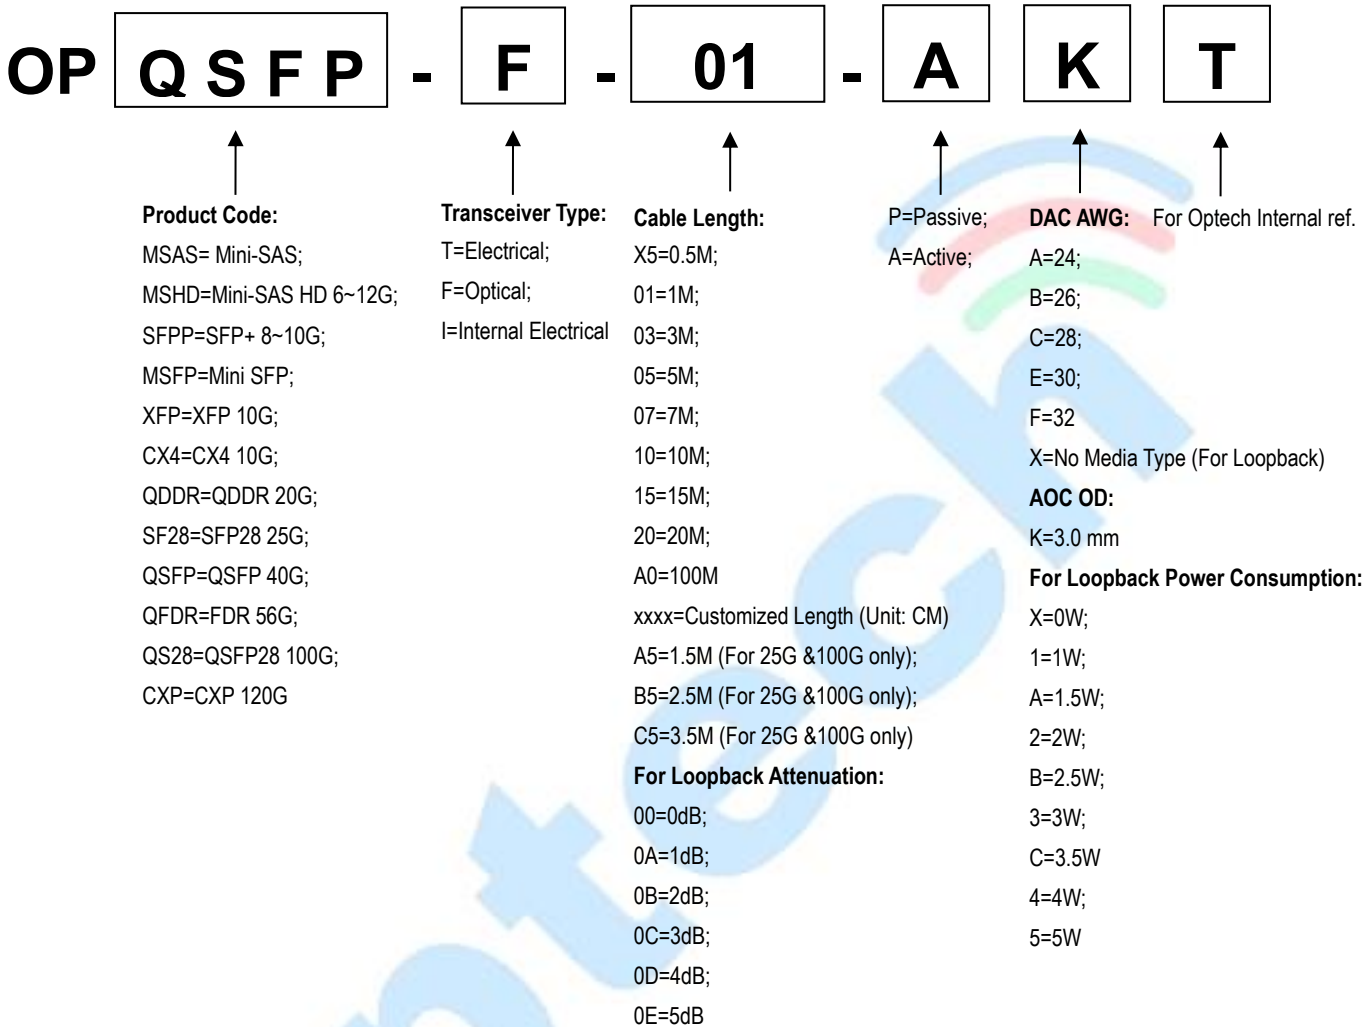 OP QSFP - F - 01 - A K T
Product Code:
MSAS= Mini-SAS;
MSHD=Mini-SAS HD 6~12G;
SFPP=SFP+ 8~10G;
MSFP=Mini SFP;
XFP=XFP 10G;
CX4=CX4 10G;
QDDR=QDDR 20G;
SF28=SFP28 25G;
QSFP=QSFP 40G;
QFDR=FDR 56G;
QS28=QSFP28 100G;
CXP=CXP 120G
Transceiver Type:
T=Electrical;
F=Optical;
I=Internal Electrical
Cable Length:
X5=0.5M;
01=1M;
03=3M;
05=5M;
07=7M;
10=10M;
15=15M;
20=20M;
A0=100M
xxxx=Customized Length (Unit: CM)
A5=1.5M (For 25G &100G only);
B5=2.5M (For 25G &100G only);
C5=3.5M (For 25G &100G only)
For Loopback Attenuation:
00=0dB;
0A=1dB;
0B=2dB;
0C=3dB;
0D=4dB;
0E=5dB
P=Passive;
A=Active;
DAC AWG:
A=24;
B=26;
C=28;
E=30;
F=32
X=No Media Type (For Loopback)
AOC OD:
K=3.0 mm
For Loopback Power Consumption:
X=0W;
1=1W;
A=1.5W;
2=2W;
B=2.5W;
3=3W;
C=3.5W
4=4W;
5=5W
For Optech Internal ref.
ptech